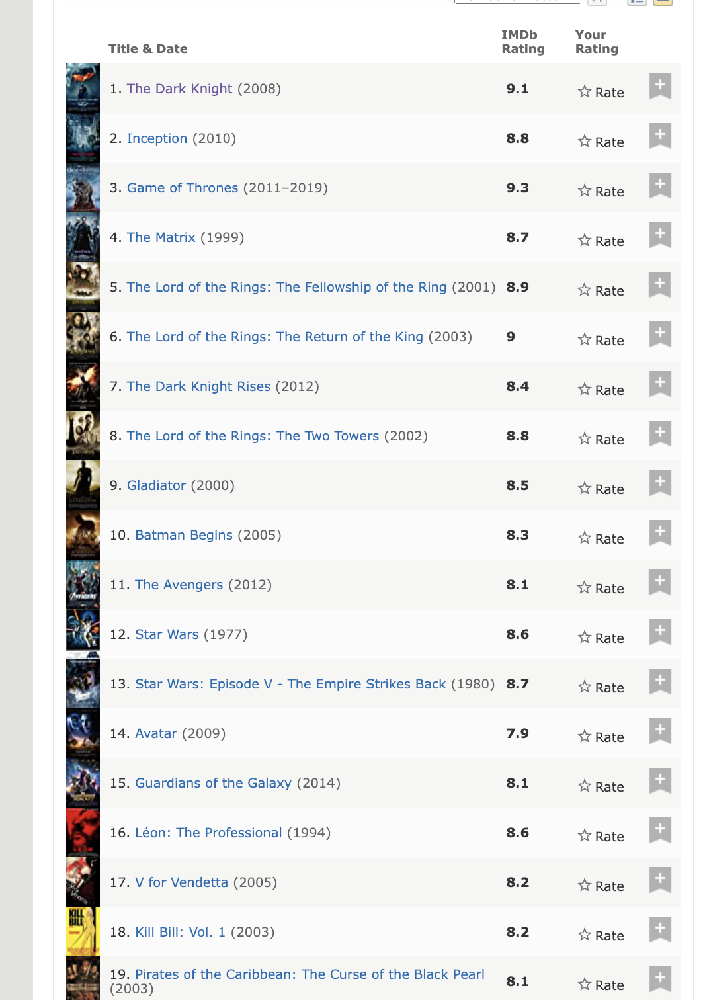 Title & Date
IMDb
Rating
Your
Rating
1. The Dark Knight (2008) 9.1 Rate
2. Inception (2010) 8.8 Rate
3. Game of Thrones (2011–2019) 9.3 Rate
4. The Matrix (1999) 8.7 Rate
5. The Lord of the Rings: The Fellowship of the Ring (2001) 8.9 Rate
6. The Lord of the Rings: The Return of the King (2003) 9 Rate
7. The Dark Knight Rises (2012) 8.4 Rate
8. The Lord of the Rings: The Two Towers (2002) 8.8 Rate
9. Gladiator (2000) 8.5 Rate
10. Batman Begins (2005) 8.3 Rate
11. The Avengers (2012) 8.1 Rate
12. Star Wars (1977) 8.6 Rate
13. Star Wars: Episode V - The Empire Strikes Back (1980) 8.7 Rate
14. Avatar (2009) 7.9 Rate
15. Guardians of the Galaxy (2014) 8.1 Rate
16. Léon: The Professional (1994) 8.6 Rate
17. V for Vendetta (2005) 8.2 Rate
KILL
BILL
18. Kill Bill: Vol. 1 (2003) 8.2 Rate
19. Pirates of the Caribbean: The Curse of the Black Pearl
(2003) 8.1 Rate